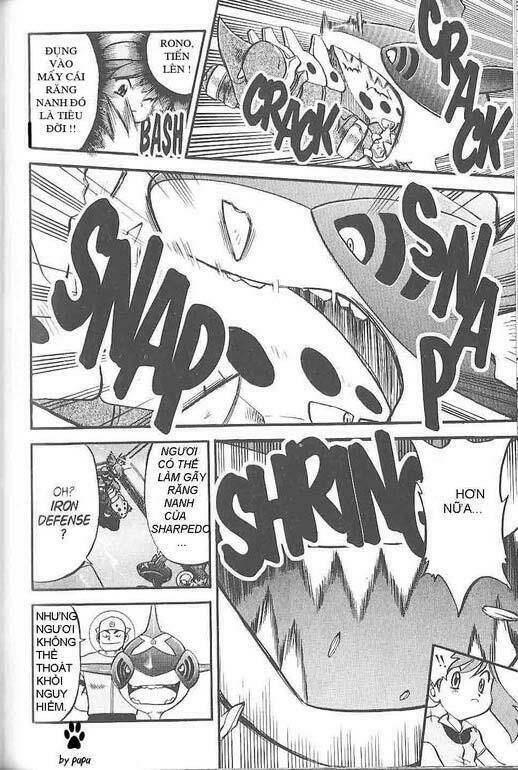 CRACK
CRACK
RONO,
TIẾN
LÊN !
ĐỤNG
VÀO
MẤY CÁI
RĂNG
NANH ĐÓ
LÀ TIÊU
ĐỜI !!
BASH
SNAP
SNAP
HƠN
NỮA...
SHRING
NGƯƠI
CÓ THỂ
LÀM GÃY
RĂNG
NANH
CỦA
SHARPEDO
...
OH?
IRON
DEFENSE
?
NHƯNG
NGƯƠI
KHÔNG
THỂ
THOÁT
KHỎI
NGUY
HIỂM.
by papa